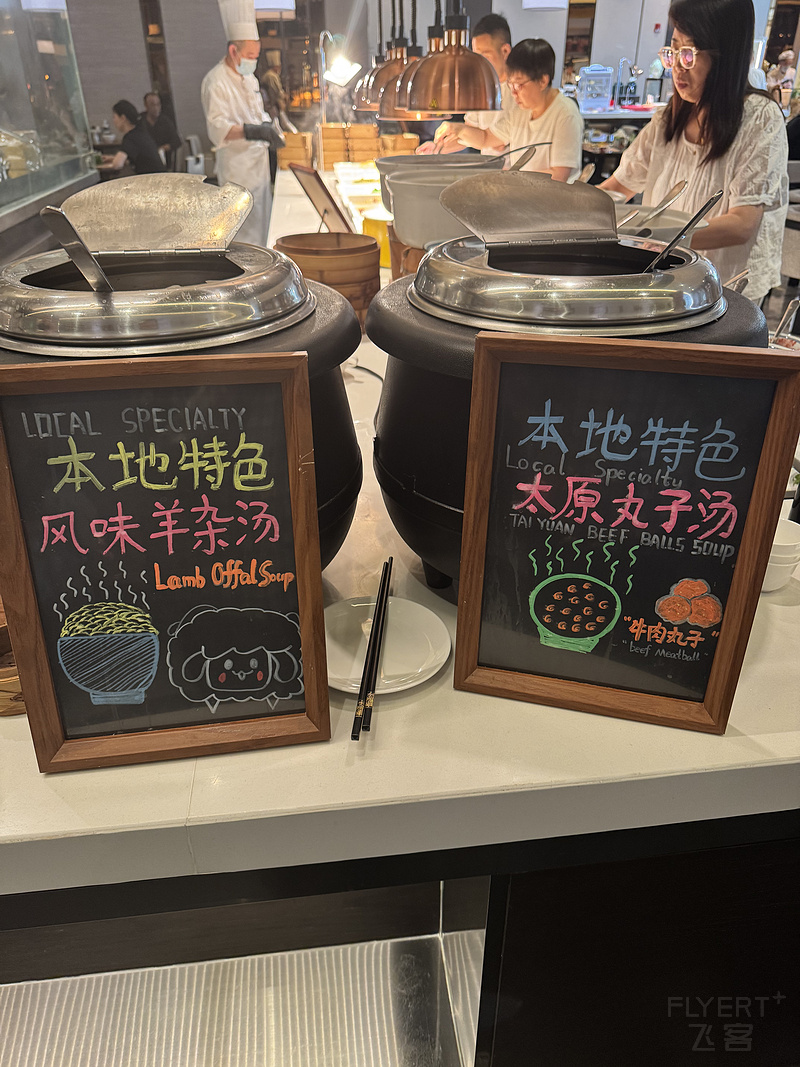 LOCAL SPECIALTY
本地特色
风味羊杂汤
Lamb Offal Soup
本地特色
Local Specialty
太原丸子汤
TAI YUAN BEEF BALLS SOUP
"牛肉丸子"
"beef Meatball"
FLYERT+
飞客